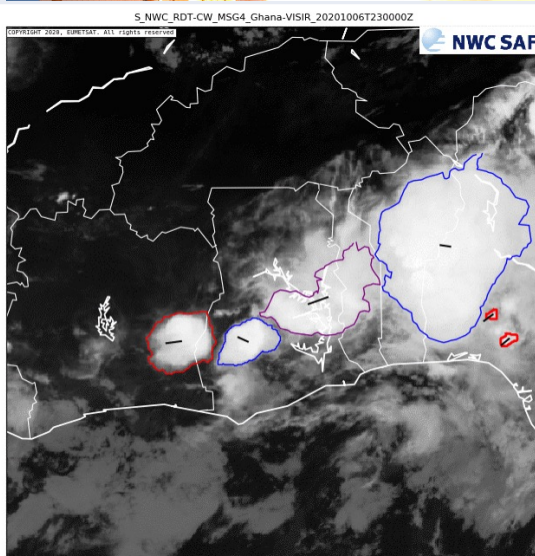 S_NWC_RDT-CW_MSG4_Ghana-VISIR_20201006T230000Z
COPYRIGHT 2020, EUMETSAT. All rights reserved
NWC SAF